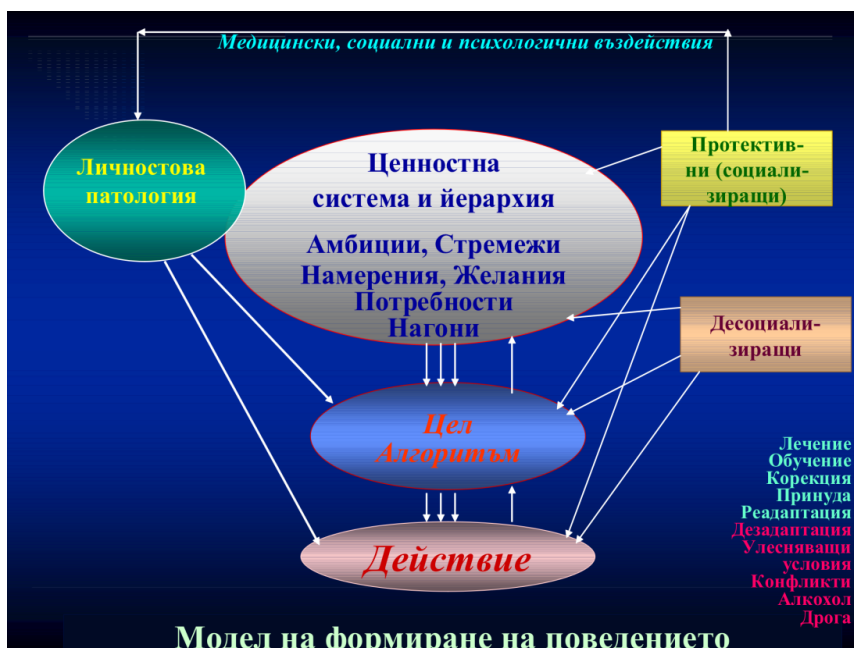 Медицински, социални и психологични въздействия
Личностова
патология
Ценностна
система и йерархия
Амбиции, Стремежи
Намерения, Желания
Потребности
Нагони
Протектив-
ни (социали-
зиращи)
Десоциали-
зиращи
Цел
Алгоритъм
Действие
Лечение
Обучение
Корекция
Принуда
Реадаптация
Дезадаптация
Улесняващи
условия
Конфликти
Алкохол
Дрога
Модел на формиране на поведението